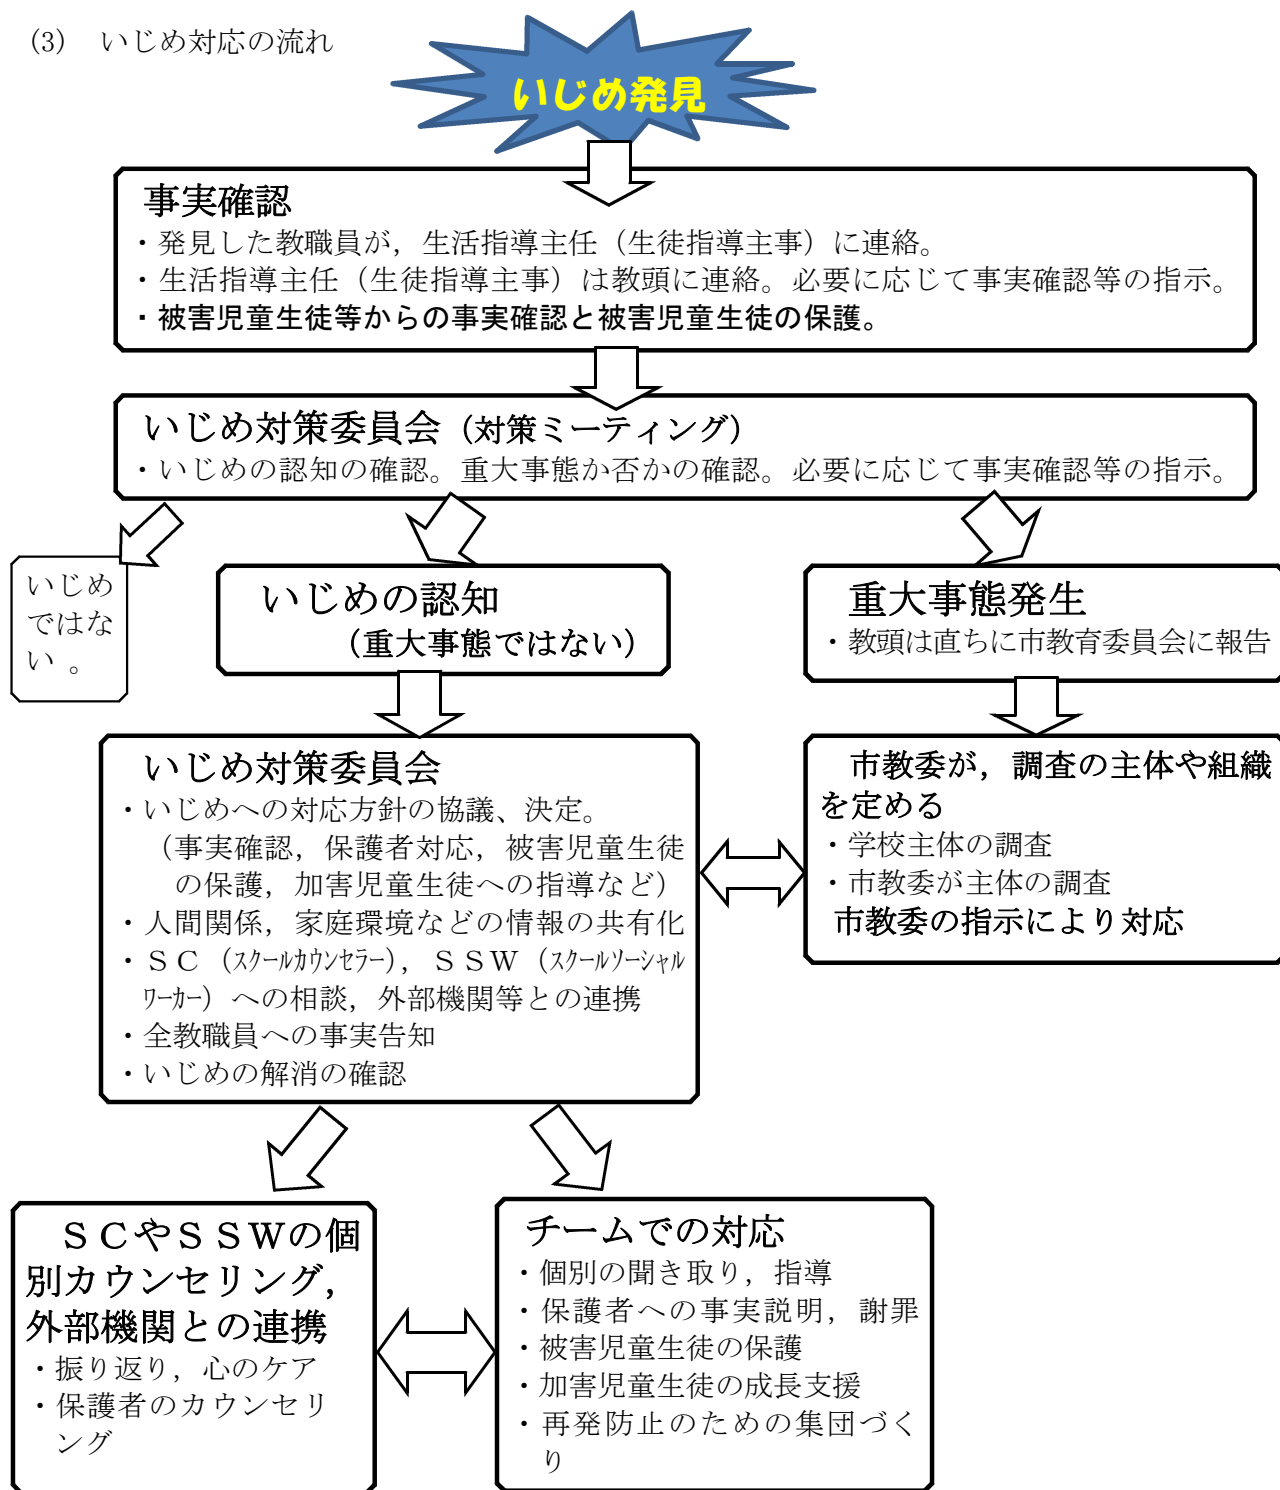 (3) いじめ対応の流れ
いじめ発見
事実確認
・発見した教職員が，生活指導主任（生徒指導主事）に連絡。
・生活指導主任（生徒指導主事）は教頭に連絡。必要に応じて事実確認等の指示。
・被害児童生徒等からの事実確認と被害児童生徒の保護。
いじめ対策委員会（対策ミーティング）
・いじめの認知の確認。重大事態か否かの確認。必要に応じて事実確認等の指示。
いじめ
ではな
い 。
いじめの認知
（重大事態ではない）
重大事態発生
・教頭は直ちに市教育委員会に報告
いじめ対策委員会
・いじめへの対応方針の協議、決定。
（事実確認，保護者対応，被害児童生徒
の保護，加害児童生徒への指導など）
・人間関係，家庭環境などの情報の共有化
・ＳＣ（ｽｸｰﾙｶｳﾝｾﾗｰ），ＳＳＷ（ｽｸｰﾙｿｰｼｬﾙ
ﾜｰｶｰ）への相談，外部機関等との連携
・全教職員への事実告知
・いじめの解消の確認
市教委が，調査の主体や組織
を定める
・学校主体の調査
・市教委が主体の調査
市教委の指示により対応
ＳＣやＳＳＷの個
別カウンセリング，
外部機関との連携
・振り返り，心のケア
・保護者のカウンセリ
ング
チームでの対応
・個別の聞き取り，指導
・保護者への事実説明，謝罪
・被害児童生徒の保護
・加害児童生徒の成長支援
・再発防止のための集団づく
り